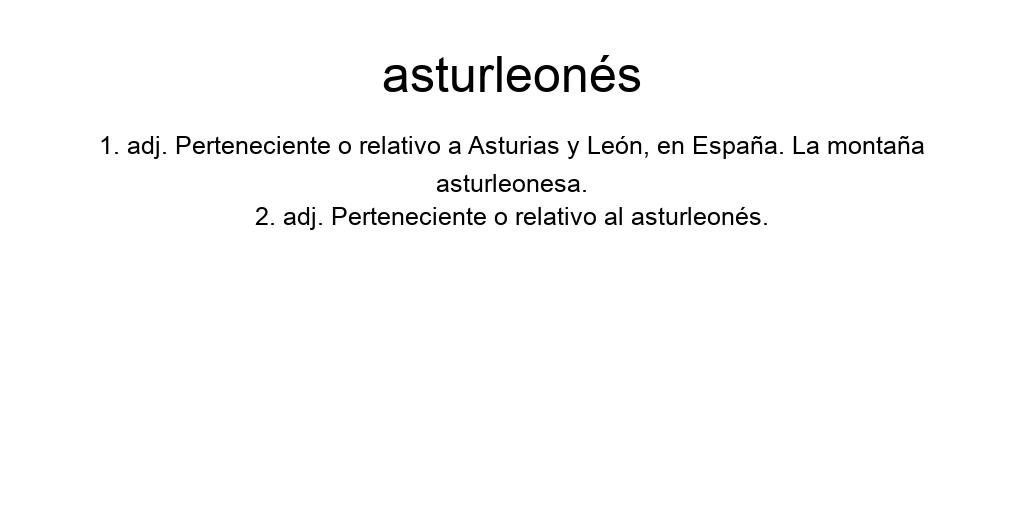 asturleonés
1. adj. Perteneciente o relativo a Asturias y León, en España. La montaña
asturleonesa.
2. adj. Perteneciente o relativo al asturleonés.